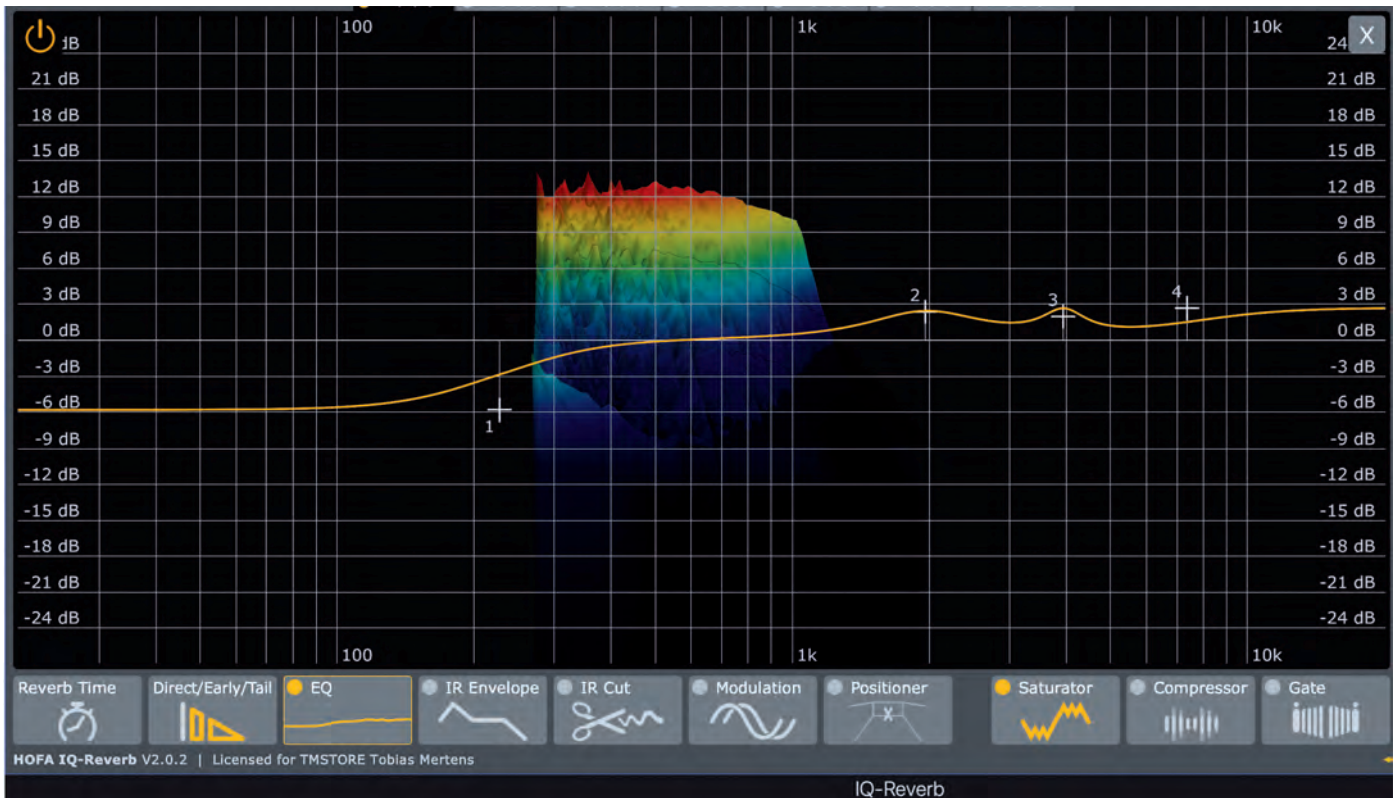 100 1k 10k
dB 24 X
21 dB 21 dB
18 dB 18 dB
15 dB 15 dB
12 dB 12 dB
9 dB 9 dB
6 dB 6 dB
2 3 4
3 dB 3 dB
0 dB 0 dB
-3 dB -3 dB
-6 dB -6 dB
1
-9 dB -9 dB
-12 dB -12 dB
-15 dB -15 dB
-18 dB -18 dB
-21 dB -21 dB
-24 dB -24 dB
100 1k 10k
Reverb Time Direct/Early/Tail EQ IR Envelope IR Cut Modulation Positioner Saturator Compressor Gate
HOFA IQ-Reverb V2.0.2 | Licensed for TMSTORE Tobias Mertens
IQ-Reverb